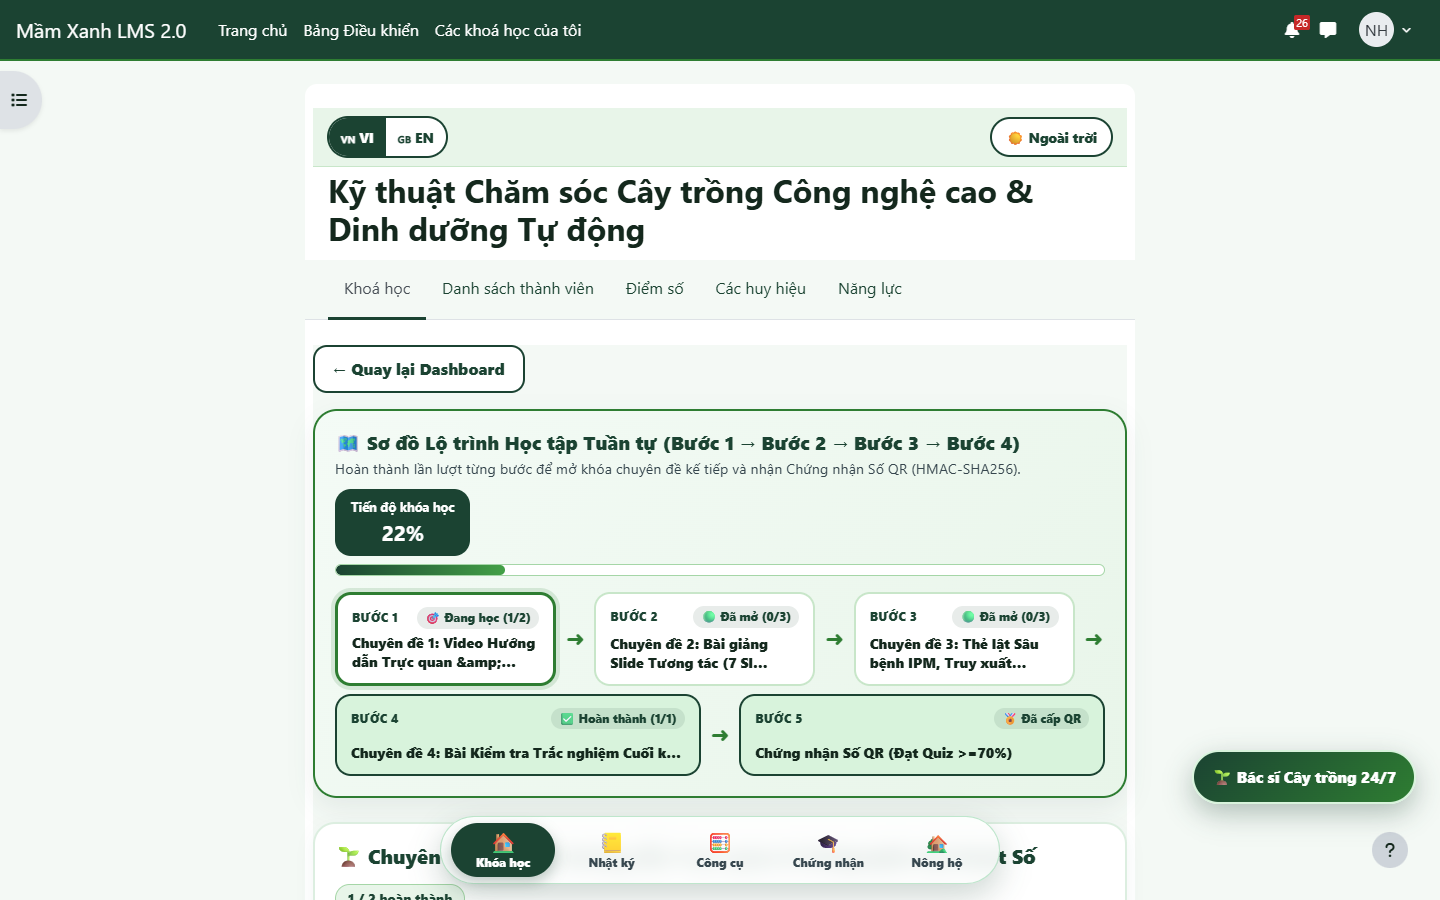 Mầm Xanh LMS 2.0
Trang chủ
Bảng Điều khiển
Các khoá học của tôi
26
NH
VN VI
GB EN
Ngoài trời
Kỹ thuật Chăm sóc Cây trồng Công nghệ cao &
Dinh dưỡng Tự động
Khoá học
Danh sách thành viên
Điểm số
Các huy hiệu
Năng lực
← Quay lại Dashboard
Sơ đồ Lộ trình Học tập Tuần tự (Bước 1 → Bước 2 → Bước 3 → Bước 4)
Hoàn thành lần lượt từng bước để mở khóa chuyên đề kế tiếp và nhận Chứng nhận Số QR (HMAC-SHA256).
Tiến độ khóa học
22%
BƯỚC 1
Đang học (1/2)
Chuyên đề 1: Video Hướng
dẫn Trực quan &amp;...
➜
BƯỚC 2
Đã mở (0/3)
Chuyên đề 2: Bài giảng
Slide Tương tác (7 Sl...
➜
BƯỚC 3
Đã mở (0/3)
Chuyên đề 3: Thẻ lật Sâu
bệnh IPM, Truy xuất...
➜
BƯỚC 4
Hoàn thành (1/1)
Chuyên đề 4: Bài Kiểm tra Trắc nghiệm Cuối k...
➜
BƯỚC 5
Đã cấp QR
Chứng nhận Số QR (Đạt Quiz >=70%)
Bác sĩ Cây trồng 24/7
Chuyên
t Số
Khóa học
Nhật ký
Công cụ
Chứng nhận
Nông hộ
?
1 / 2 hoàn thành